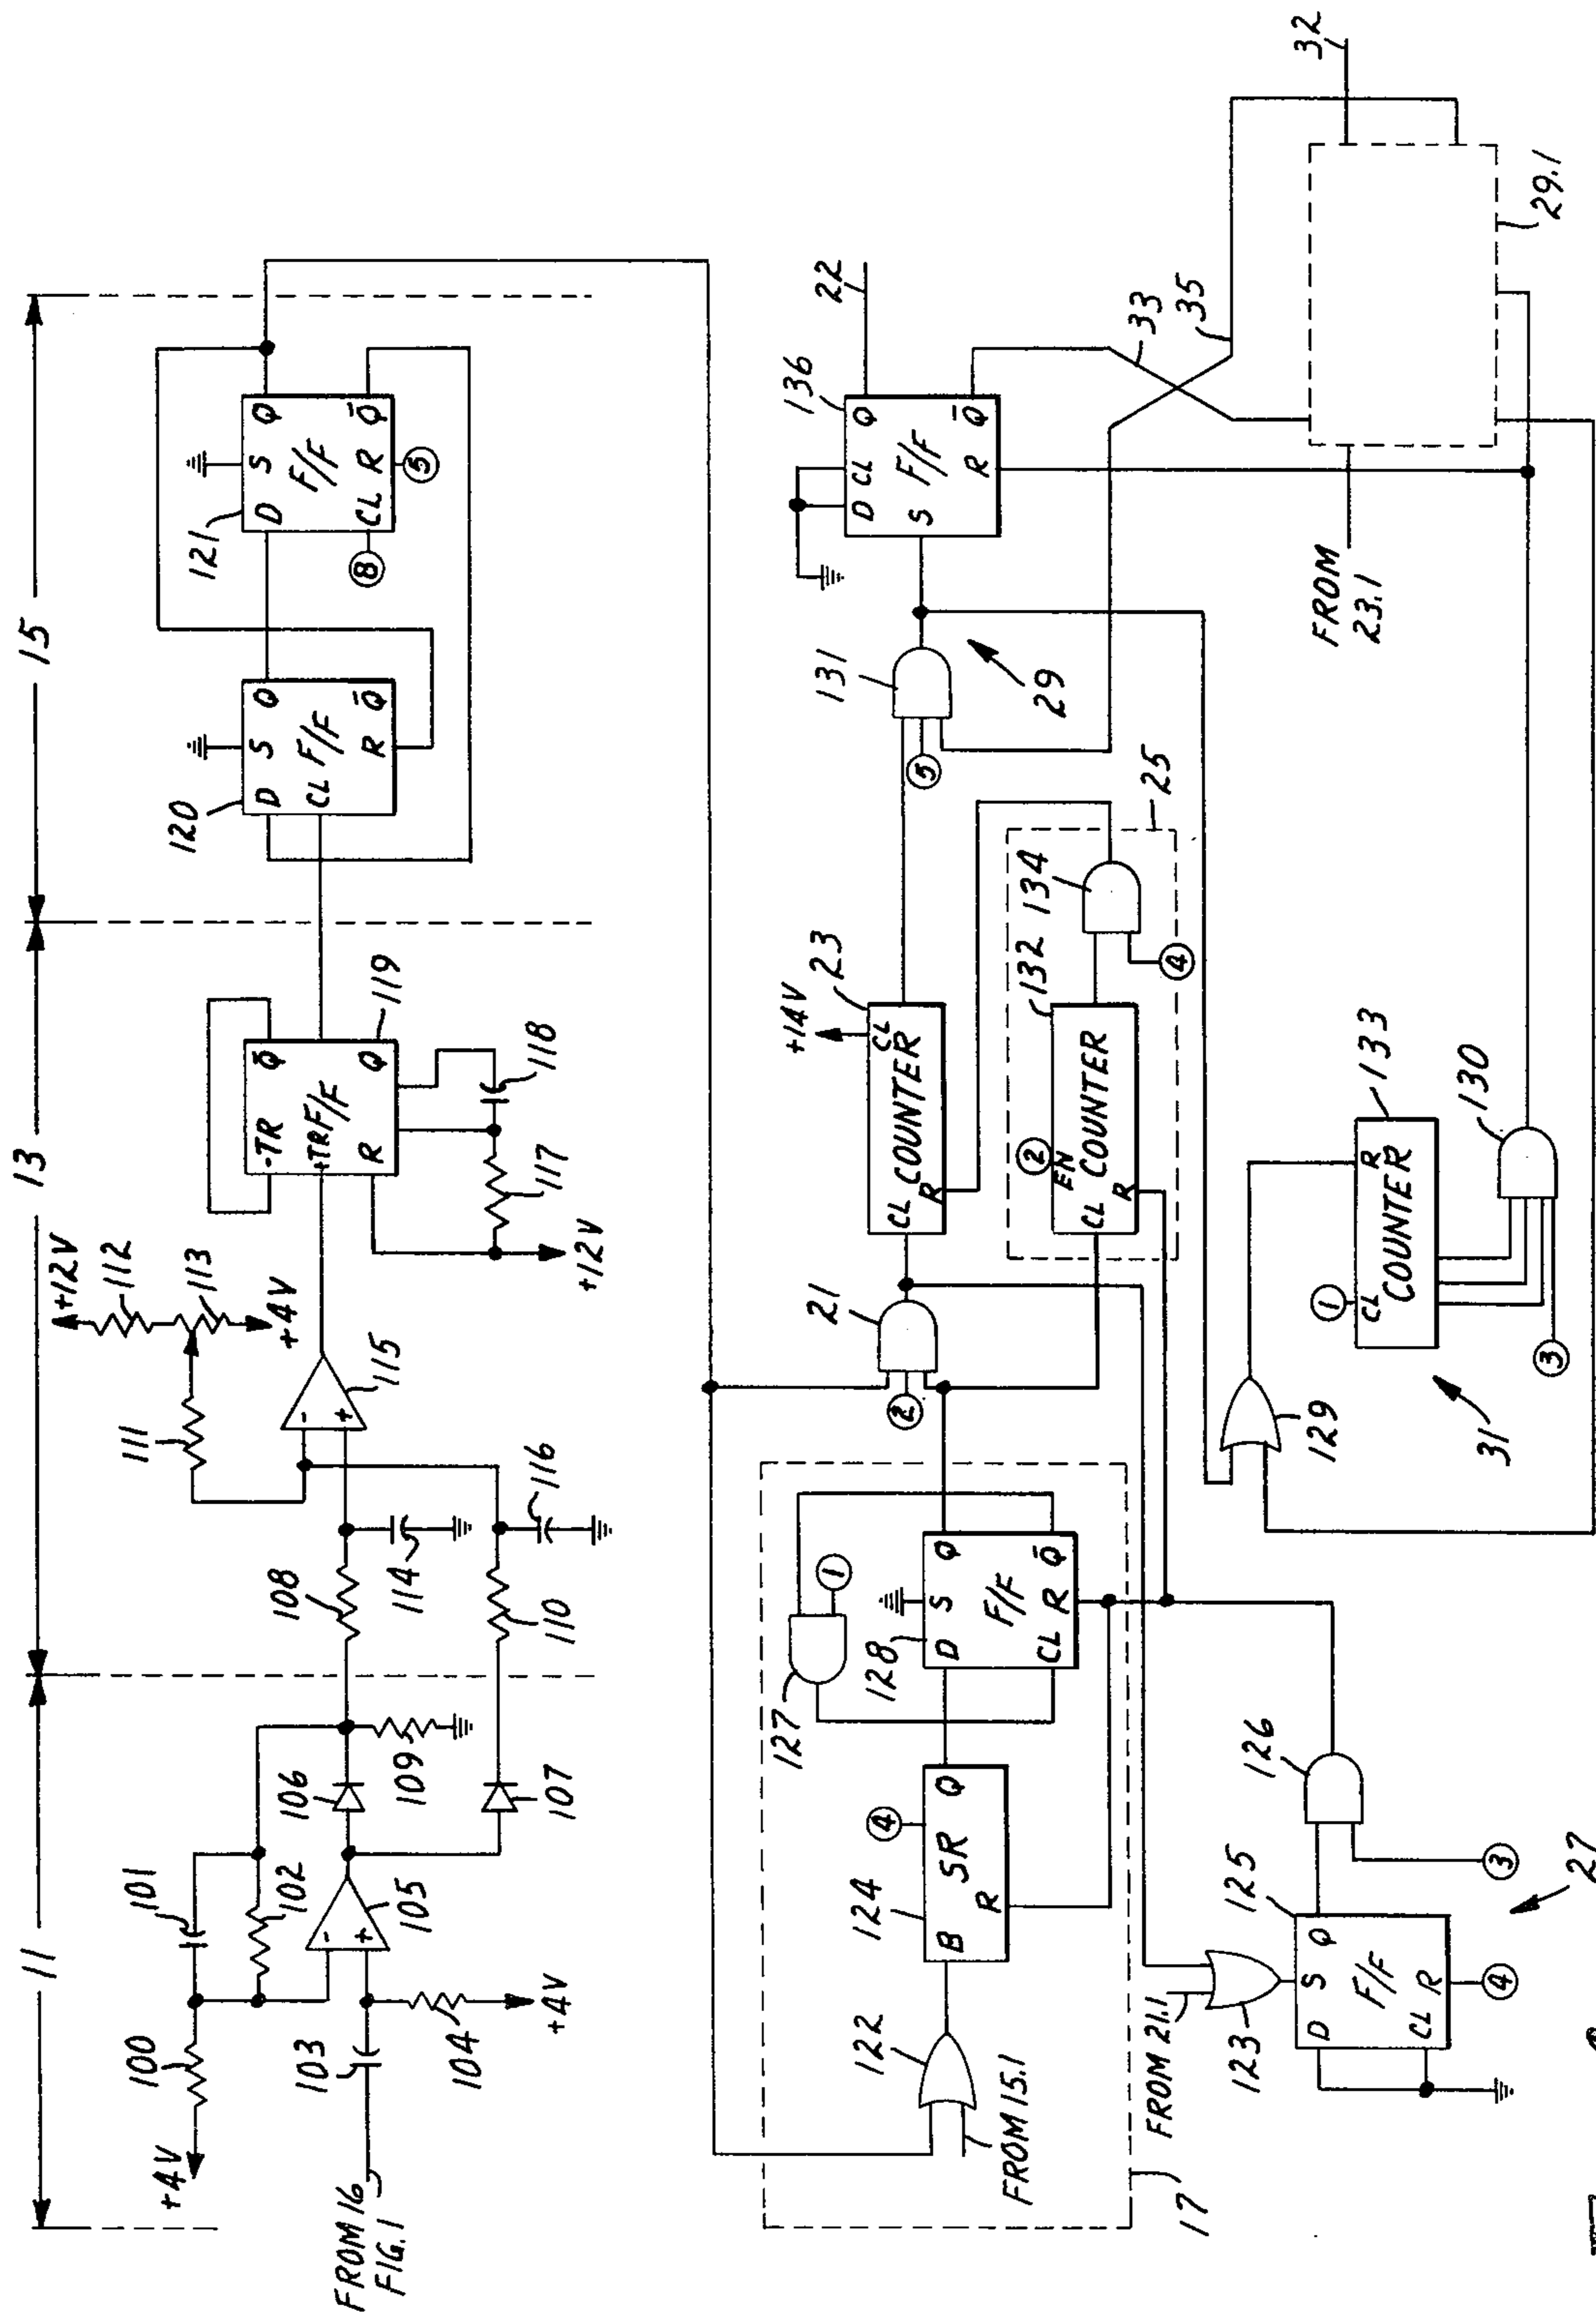 11
13
15
+4V
100
101
102
103
104
+4V
FROM 16
FIG. 1
-
+
105
106
107
109
108
110
114
116
111
+12V
112
113
+4V
-
+
115
-TR
Q̄
+TR F/F
R
Q
119
117
118
+12V
120
D
S
Q
CL
F/F
R
Q̄
121
D
S
Q
F/F
CL
R
Q̄
8
5
17
122
FROM 15.1
124
B
SR
Q
R
4
127
1
128
D
S
Q
F/F
CL
R
Q̄
21
2
+14V
23
CL
CL
COUNTER
R
25
132
2
EN
CL
COUNTER
R
134
4
131
5
29
136
D
CL
Q
F/F
S
R
Q̄
22
33
35
32
FROM
23.1
29.1
FROM 21.1
123
125
D
S
Q
F/F
CL
R
4
126
3
27
129
31
1
CL
R
COUNTER
133
130
3